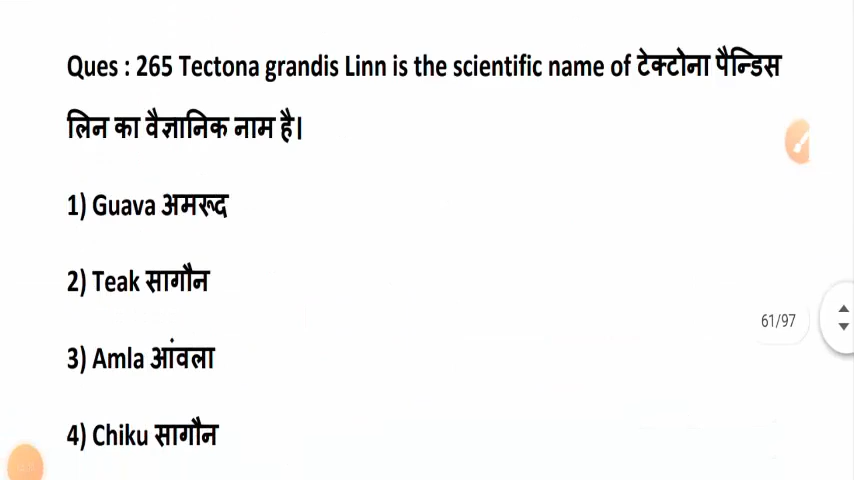 Ques : 265 Tectona grandis Linn is the scientific name of टेक्टोना पैन्डिस
लिन का वैज्ञानिक नाम है।
1) Guava अमरूद
2) Teak सागौन
61/97
3) Amla आंवला
4) Chiku सागौन